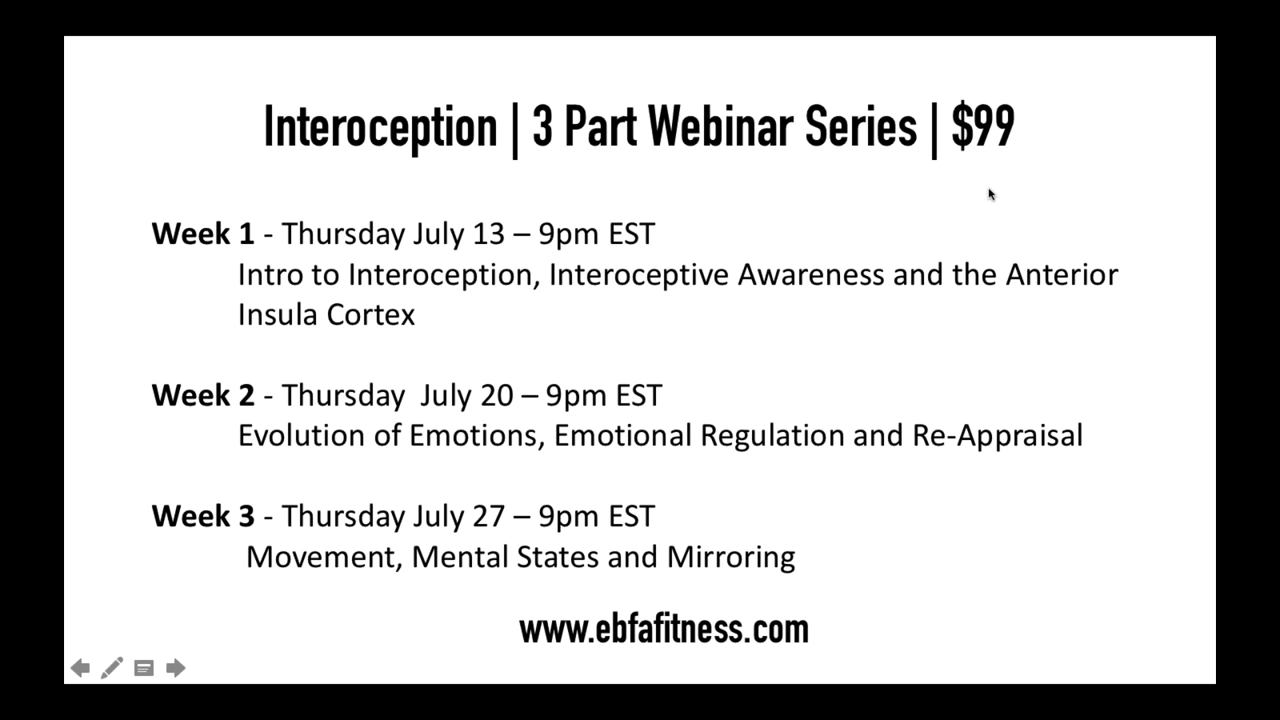 Interoception | 3 Part Webinar Series | $99
Week 1 - Thursday July 13 – 9pm EST
Intro to Interoception, Interoceptive Awareness and the Anterior
Insula Cortex
Week 2 - Thursday  July 20 – 9pm EST
Evolution of Emotions, Emotional Regulation and Re-Appraisal
Week 3 - Thursday July 27 – 9pm EST
Movement, Mental States and Mirroring
www.ebfafitness.com